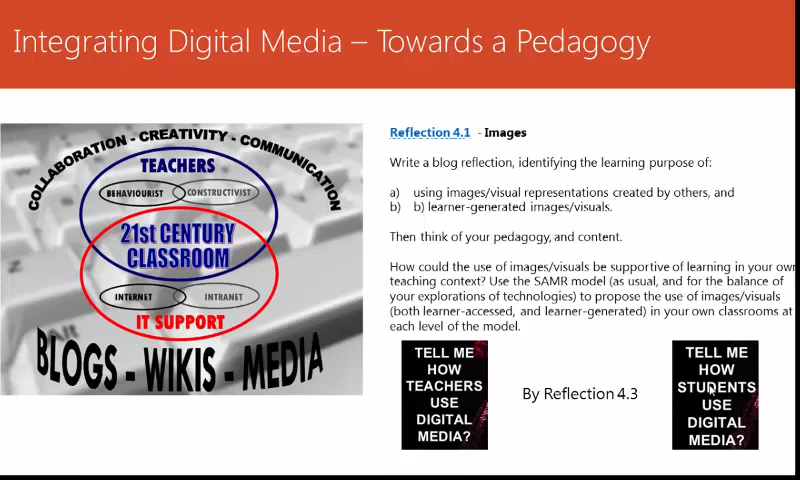 Integrating Digital Media – Towards a Pedagogy
COLLABORATION - CREATIVITY - COMMUNICATION
TEACHERS
BEHAVIOURIST CONSTRUCTIVIST
21st CENTURY
CLASSROOM
INTERNET INTRANET
IT SUPPORT
BLOGS - WIKIS - MEDIA
Alt
Reflection 4.1 - Images
Write a blog reflection, identifying the learning purpose of:
a) using images/visual representations created by others, and
b) b) learner-generated images/visuals.
Then think of your pedagogy, and content.
How could the use of images/visuals be supportive of learning in your own
teaching context? Use the SAMR model (as usual, and for the balance of
your explorations of technologies) to propose the use of images/visuals
(both learner-accessed, and learner-generated) in your own classrooms at
each level of the model.
TELL ME
HOW
TEACHERS
USE
DIGITAL
MEDIA?
By Reflection 4.3
TELL ME
HOW
STUDENTS
USE
DIGITAL
MEDIA?